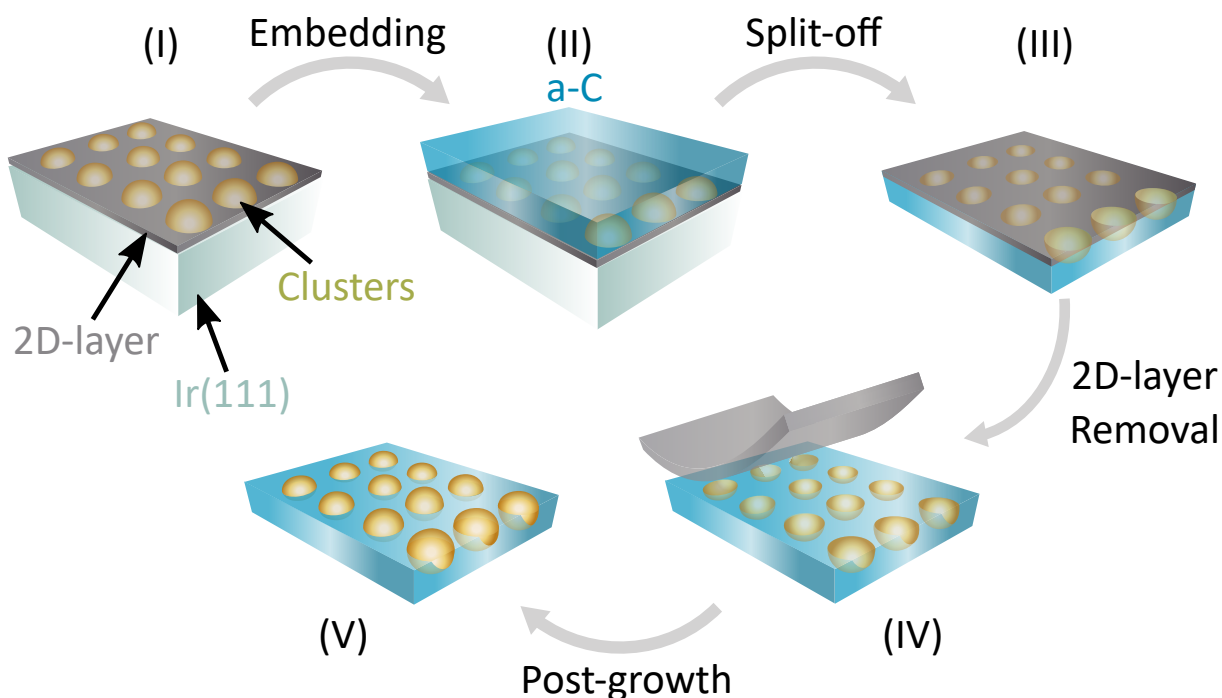 (I)
Embedding
(II)
a-C
Split-off
(III)
Clusters
2D-layer
Ir(111)
2D-layer
Removal
(IV)
Post-growth
(V)